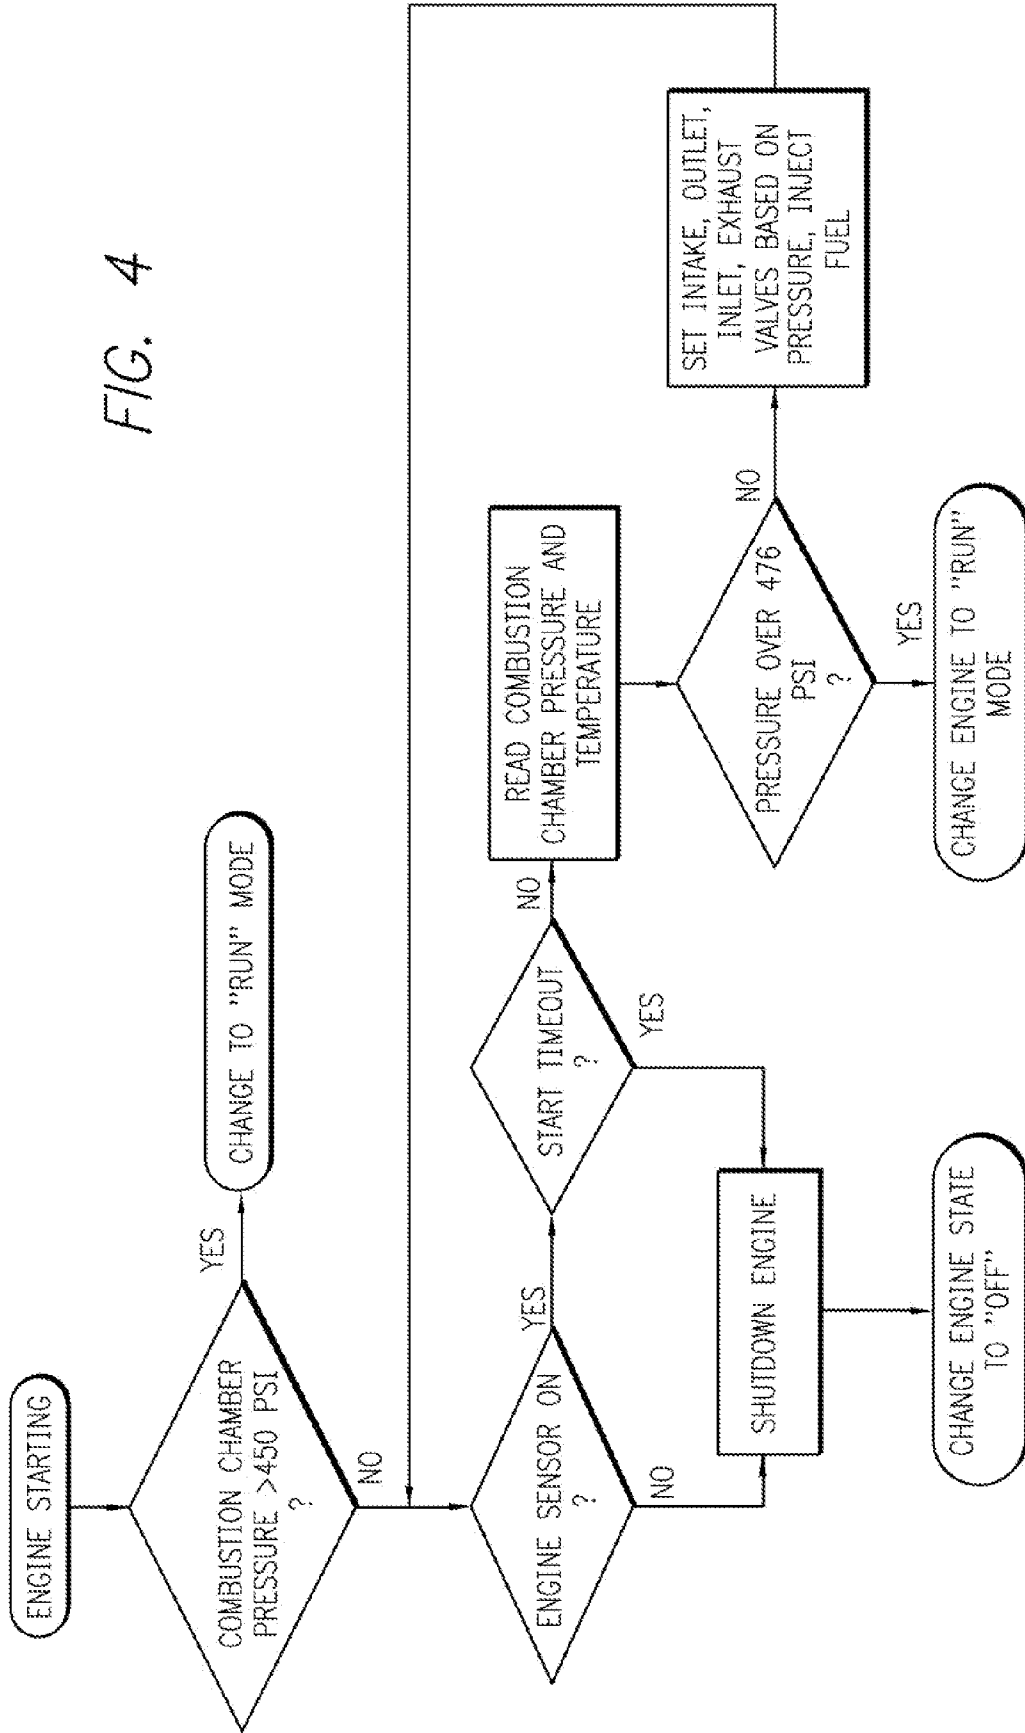 FIG. 4
ENGINE STARTING
COMBUSTION CHAMBER
PRESSURE >450 PSI
?
YES
CHANGE TO "RUN" MODE
NO
ENGINE SENSOR ON
?
YES
NO
START TIMEOUT
?
NO
YES
READ COMBUSTION
CHAMBER PRESSURE AND
TEMPERATURE
SHUTDOWN ENGINE
PRESSURE OVER 476
PSI
?
NO
YES
SET INTAKE, OUTLET,
INLET, EXHAUST
VALVES BASED ON
PRESSURE, INJECT
FUEL
CHANGE ENGINE STATE
TO "OFF"
CHANGE ENGINE TO "RUN"
MODE